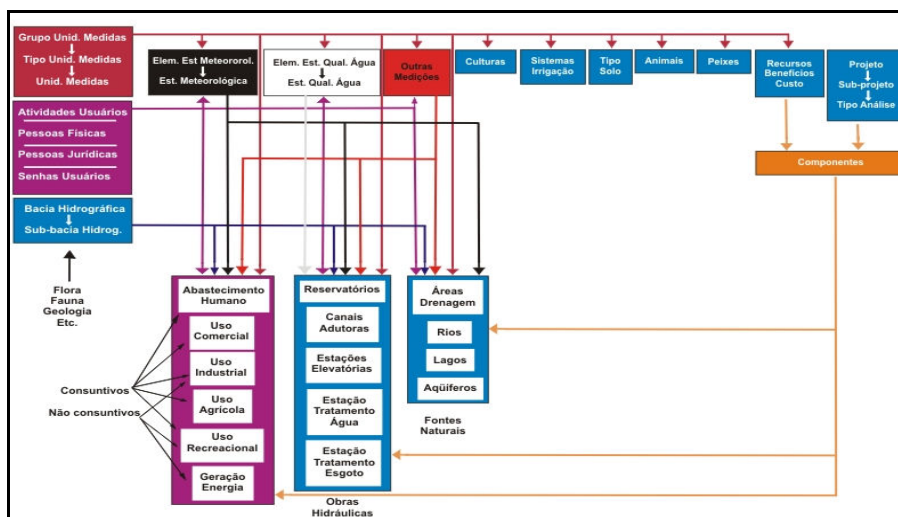 Grupo Unid. Medidas
Tipo Unid. Medidas
Unid. Medidas
Elem. Est Meteororol.
Est. Meteorológica
Elem. Est. Qual. Água
Est. Qual. Água
Outras
Medições
Culturas
Sistemas
Irrigação
Tipo
Solo
Animais
Peixes
Recursos
Benefícios
Custo
Projeto
Sub-projeto
Tipo Análise
Atividades Usuários
Pessoas Físicas
Pessoas Jurídicas
Senhas Usuários
Componentes
Bacia Hidrográfica
Sub-bacia Hidrog.
Flora
Fauna
Geologia
Etc.
Abastecimento
Humano
Uso
Comercial
Uso
Industrial
Uso
Agrícola
Uso
Recreacional
Geração
Energia
Consuntivos
Não consuntivos
Reservatórios
Canais
Adutoras
Estações
Elevatórias
Estação
Tratamento
Água
Estação
Tratamento
Esgoto
Obras
Hidráulicas
Áreas
Drenagem
Rios
Lagos
Aqüíferos
Fontes
Naturais